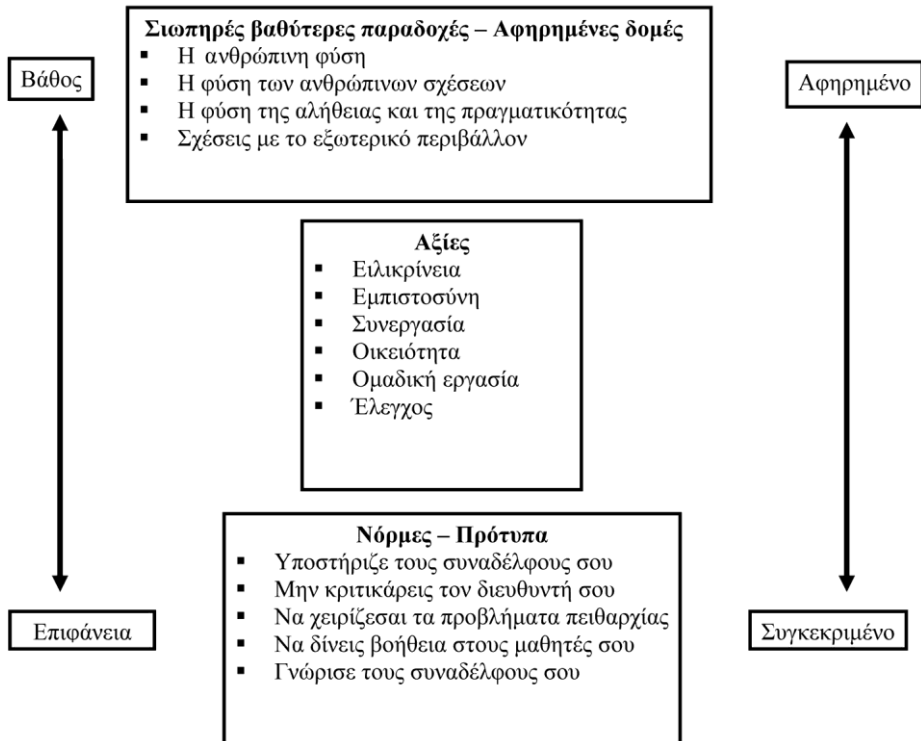 Σιωπηρές βαθύτερες παραδοχές – Αφηρημένες δομές
▪ Η ανθρώπινη φύση
▪ Η φύση των ανθρώπινων σχέσεων
▪ Η φύση της αλήθειας και της πραγματικότητας
▪ Σχέσεις με το εξωτερικό περιβάλλον
Βάθος
Αφηρημένο
Αξίες
▪ Ειλικρίνεια
▪ Εμπιστοσύνη
▪ Συνεργασία
▪ Οικειότητα
▪ Ομαδική εργασία
▪ Έλεγχος
Νόρμες – Πρότυπα
▪ Υποστήριζε τους συναδέλφους σου
▪ Μην κριτικάρεις τον διευθυντή σου
▪ Να χειρίζεσαι τα προβλήματα πειθαρχίας
▪ Να δίνεις βοήθεια στους μαθητές σου
▪ Γνώρισε τους συναδέλφους σου
Επιφάνεια
Συγκεκριμένο